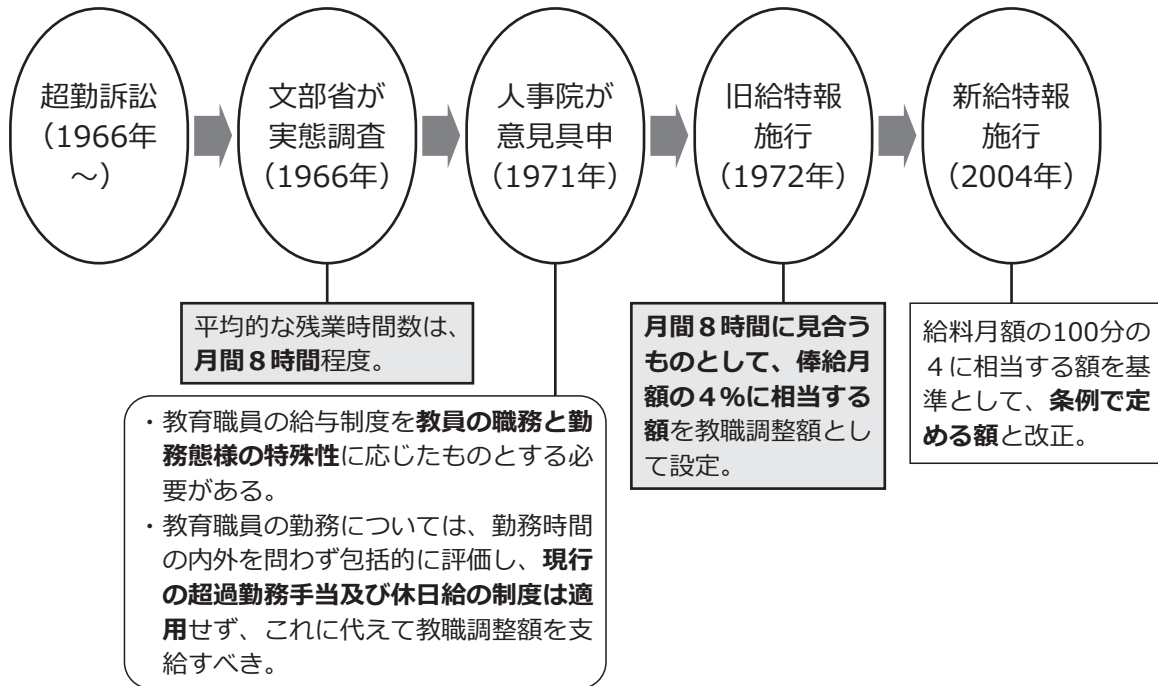 超勤訴訟
（1966年
～）
文部省が
実態調査
（1966年）
人事院が
意見具申
（1971年）
旧給特報
施行
（1972年）
新給特報
施行
（2004年）
平均的な残業時間数は、
月間８時間程度。
・教育職員の給与制度を教員の職務と勤
務態様の特殊性に応じたものとする必
要がある。
・教育職員の勤務については、勤務時間
の内外を問わず包括的に評価し、現行
の超過勤務手当及び休日給の制度は適
用せず、これに代えて教職調整額を支
給すべき。
月間８時間に見合う
ものとして、俸給月
額の４％に相当する
額を教職調整額とし
て設定。
給料月額の100分の
４に相当する額を基
準として、条例で定
める額と改正。